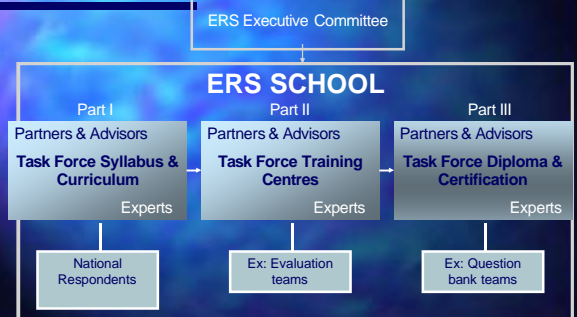 ERS Executive Committee
ERS SCHOOL
Part I
Partners & Advisors
Task Force Syllabus &
Curriculum
Experts
National
Respondents
Part II
Partners & Advisors
Task Force Training
Centres
Experts
Ex: Evaluation
teams
Part III
Partners & Advisors
Task Force Diploma &
Certification
Experts
Ex: Question
bank teams